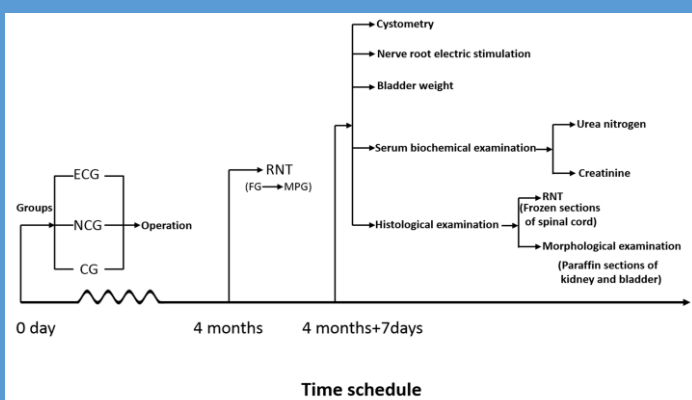 Cystometry
Nerve root electric stimulation
Bladder weight
Serum biochemical examination
Urea nitrogen
Creatinine
Histological examination
RNT
(Frozen sections
of spinal cord)
Morphological examination
(Paraffin sections of
kidney and bladder)
RNT
(FG→MPG)
Groups
ECG
NCG
CG
Operation
0 day
4 months
4 months+7days
Time schedule